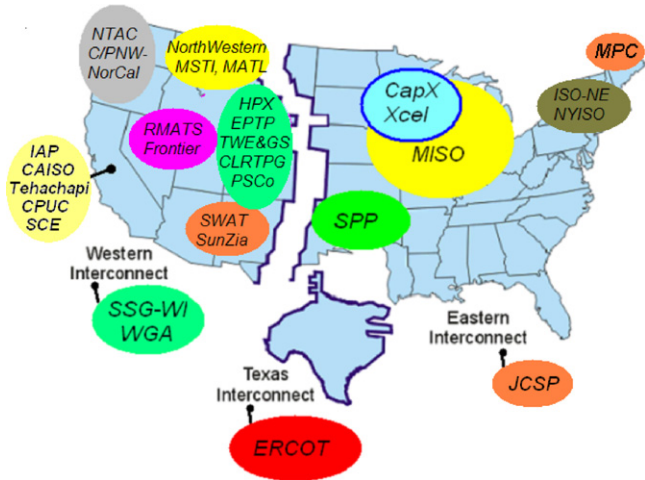 NTAC
C/PNW-
NorCal
NorthWestern
MSTI, MATL
MPC
CapX
Xcel
ISO-NE
NYISO
HPX
EPTP
TWE&GS
CLRTPG
PSCo
RMATS
Frontier
MISO
IAP
CAISO
Tehachapi
CPUC
SCE
SWAT
SunZia
SPP
Western
Interconnect
SSG-WI
WGA
Eastern
Interconnect
JCSP
Texas
Interconnect
ERCOT